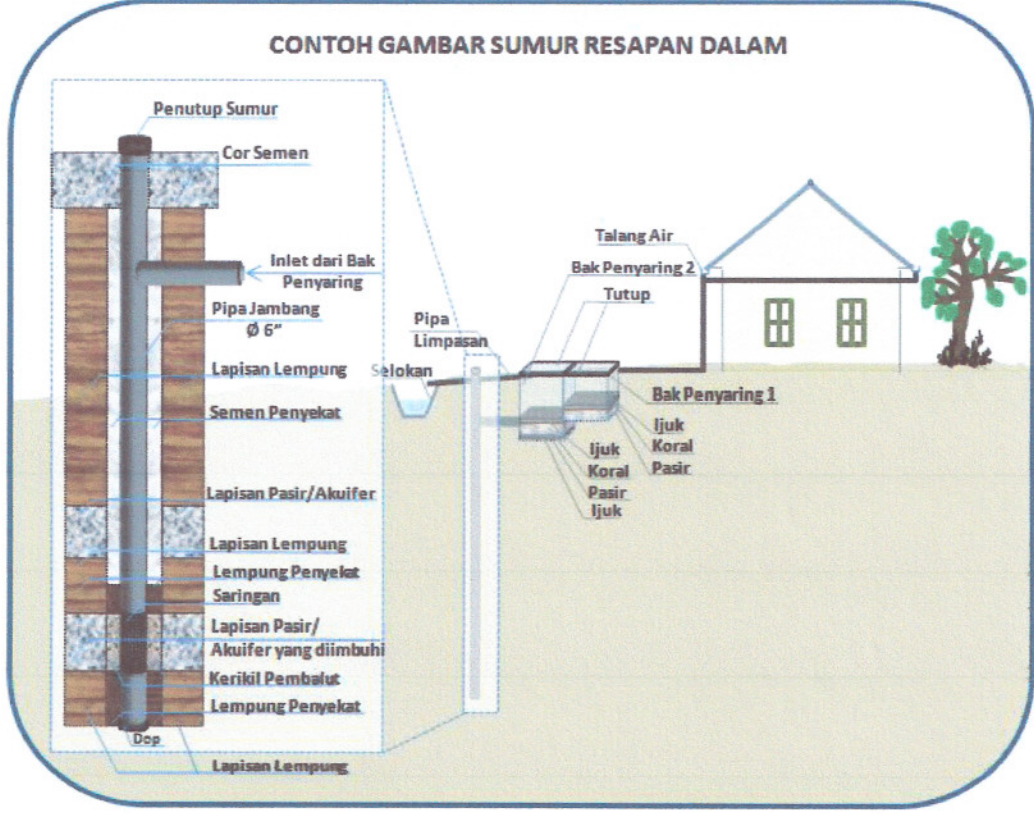 CONTOH GAMBAR SUMUR RESAPAN DALAM
Penutup Sumur
Cor Semen
Inlet dari Bak
Penyaring
Pipa Jambang
Ø 6"
Lapisan Lempung
Semen Penyekat
Lapisan Pasir/Akuifer
Lapisan Lempung
Lempung Penyekat
Saringan
Lapisan Pasir/
Akuifer yang diimbuhi
Kerikil Pembalut
Lempung Penyekat
Dop
Lapisan Lempung
Talang Air
Bak Penyaring 2
Tutup
Pipa
Limpasan
Selokan
Bak Penyaring 1
Ijuk
Koral
Pasir
Ijuk
Koral
Pasir
Ijuk